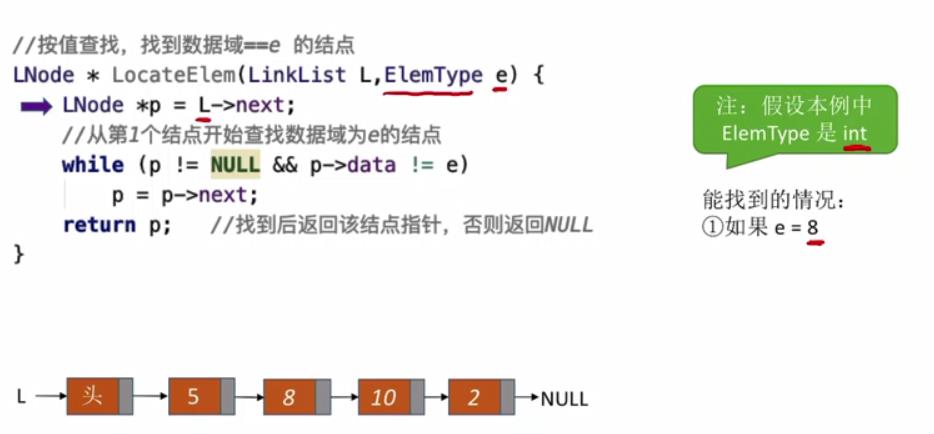 //按值查找，找到数据域==e 的结点
LNode * LocateElem(LinkList L,ElemType e) {
LNode *p = L->next;
//从第1个结点开始查找数据域为e的结点
while (p != NULL && p->data != e)
p = p->next;
return p; //找到后返回该结点指针，否则返回NULL
}
注：假设本例中
ElemType 是 int
能找到的情况：
①如果 e = 8
L 头 5 8 10 2 NULL